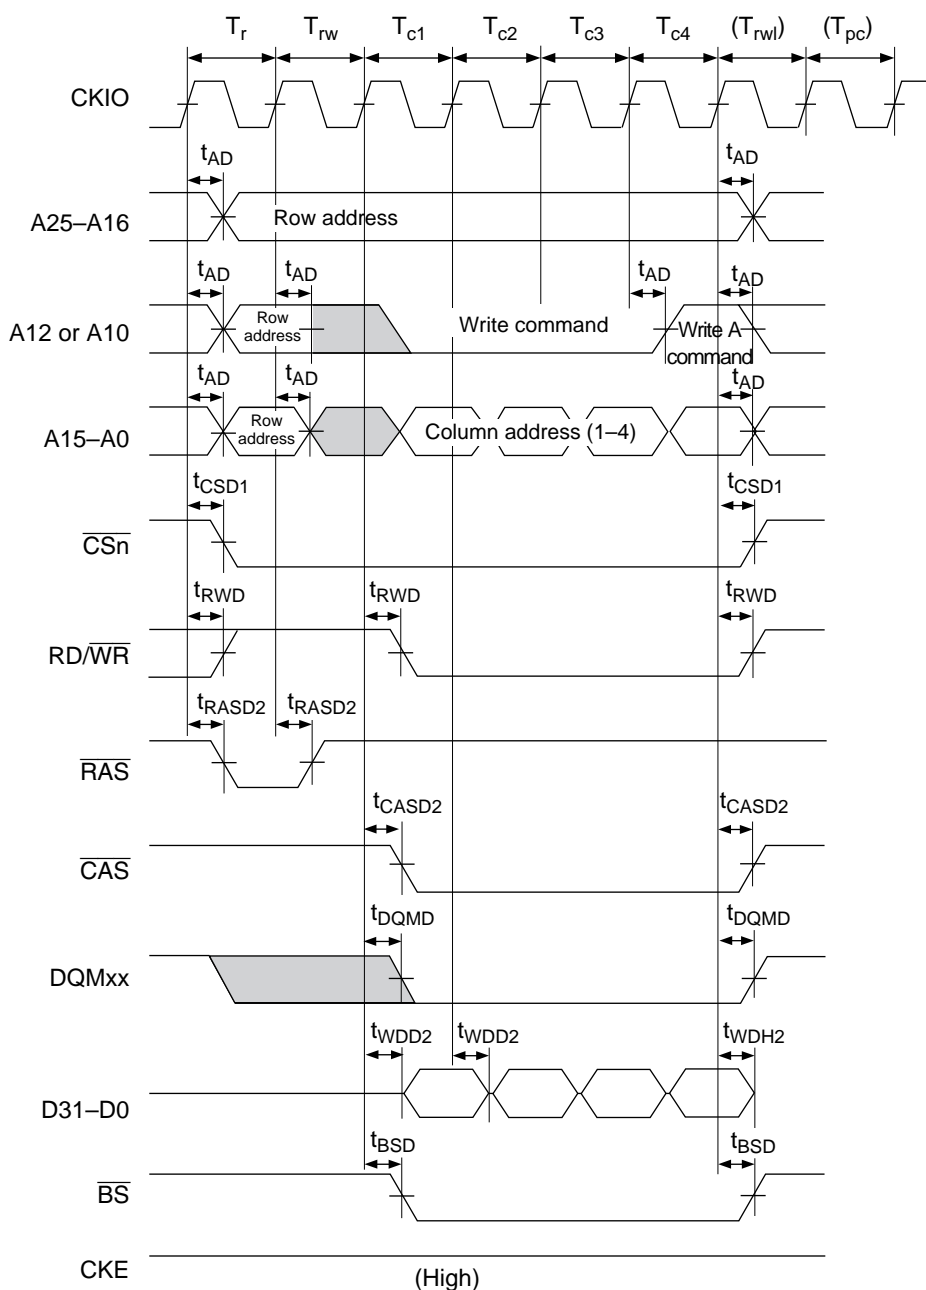 Tr Trw Tc1 Tc2 Tc3 Tc4 (Trwl) (Tpc)
CKIO
tAD tAD
A25–A16 Row address
tAD tAD tAD tAD
A12 or A10 Row address Write command Write A command
tAD tAD tAD
A15–A0 Row address Column address (1–4)
tCSD1 tCSD1
CSn
tRWD tRWD tRWD
RD/WR
tRASD2 tRASD2
RAS
tCASD2 tCASD2
CAS
tDQMD tDQMD
DQMxx
tWDD2 tWDD2 tWDH2
D31–D0
tBSD tBSD
BS
CKE (High)